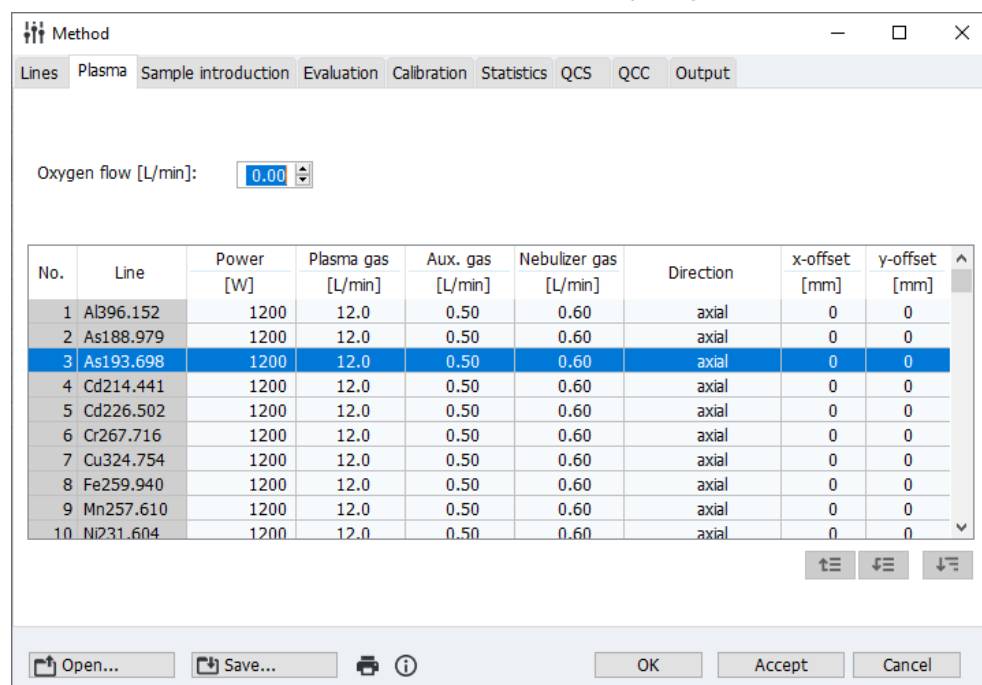 Method
Lines Plasma Sample introduction Evaluation Calibration Statistics QCS QCC Output
Oxygen flow [L/min]: 0.00
No. Line Power [W] Plasma gas [L/min] Aux. gas [L/min] Nebulizer gas [L/min] Direction x-offset [mm] y-offset [mm]
1 Al396.152 1200 12.0 0.50 0.60 axial 0 0
2 As188.979 1200 12.0 0.50 0.60 axial 0 0
3 As193.698 1200 12.0 0.50 0.60 axial 0 0
4 Cd214.441 1200 12.0 0.50 0.60 axial 0 0
5 Cd226.502 1200 12.0 0.50 0.60 axial 0 0
6 Cr267.716 1200 12.0 0.50 0.60 axial 0 0
7 Cu324.754 1200 12.0 0.50 0.60 axial 0 0
8 Fe259.940 1200 12.0 0.50 0.60 axial 0 0
9 Mn257.610 1200 12.0 0.50 0.60 axial 0 0
10 Ni231.604 1200 12.0 0.50 0.60 axial 0 0
Open... Save... OK Accept Cancel